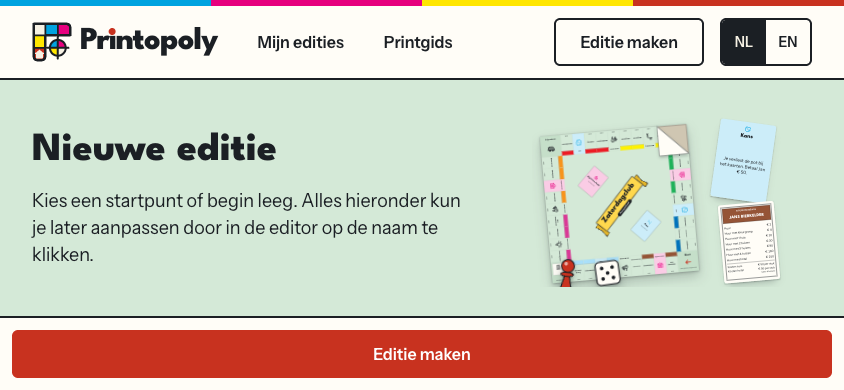 Printopoly
Mijn edities
Printgids
Editie maken
NL
EN
Nieuwe editie
Kies een startpunt of begin leeg. Alles hieronder kun
je later aanpassen door in de editor op de naam te
klikken.
Zaterdagclub
Kans
Editie maken